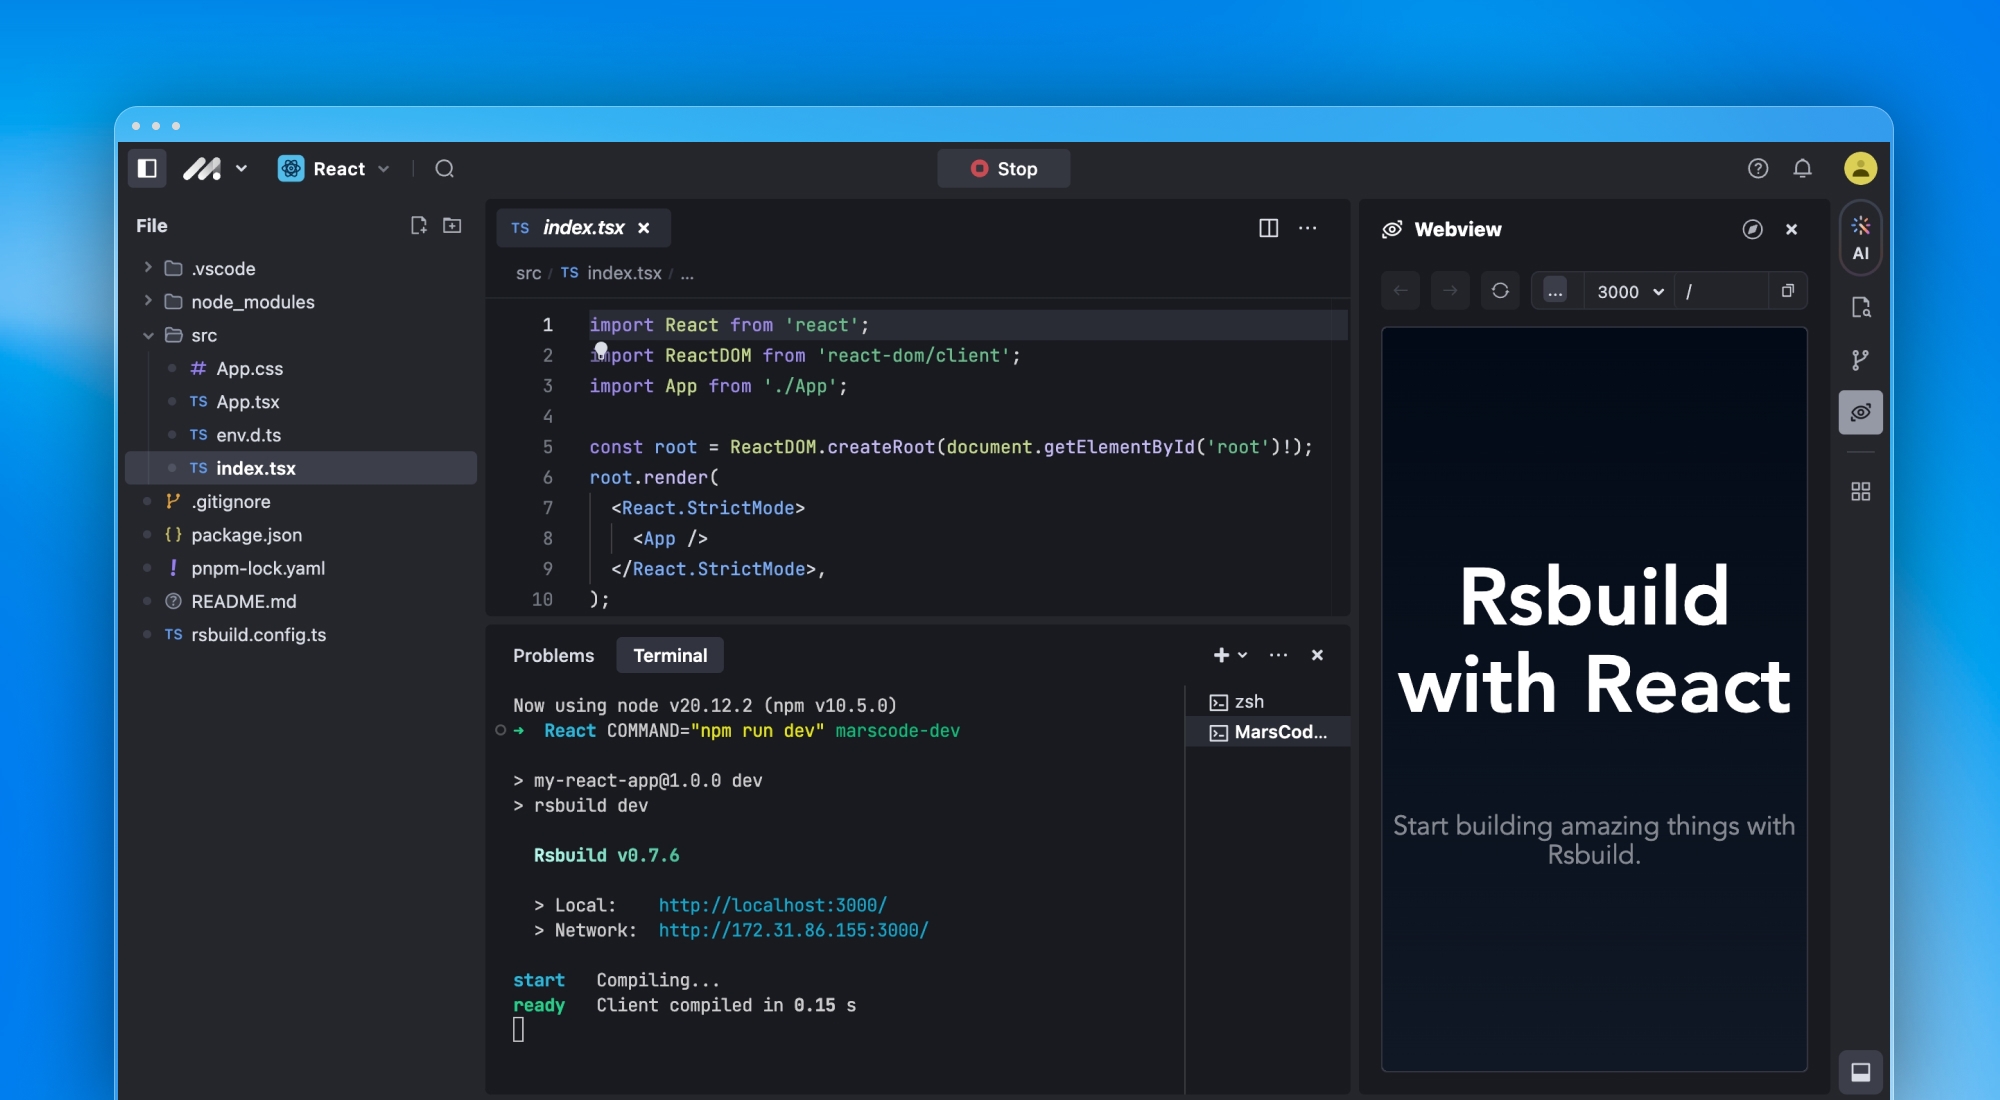 React
Stop
File
.vscode
node_modules
src
# App.css
TS App.tsx
TS env.d.ts
TS index.tsx
.gitignore
{} package.json
! pnpm-lock.yaml
README.md
TS rsbuild.config.ts
TS index.tsx
src / TS index.tsx / ...
1 import React from 'react';
2 import ReactDOM from 'react-dom/client';
3 import App from './App';
4
5 const root = ReactDOM.createRoot(document.getElementById('root')!);
6 root.render(
7 <React.StrictMode>
8 <App />
9 </React.StrictMode>,
10 );
Problems Terminal
Now using node v20.12.2 (npm v10.5.0)
➜ React COMMAND="npm run dev" marscode-dev
> my-react-app@1.0.0 dev
> rsbuild dev
Rsbuild v0.7.6
> Local: http://localhost:3000/
> Network: http://172.31.86.155:3000/
start Compiling...
ready Client compiled in 0.15 s
zsh
MarsCod...
Webview
... 3000 /
Rsbuild
with React
Start building amazing things with
Rsbuild.
AI